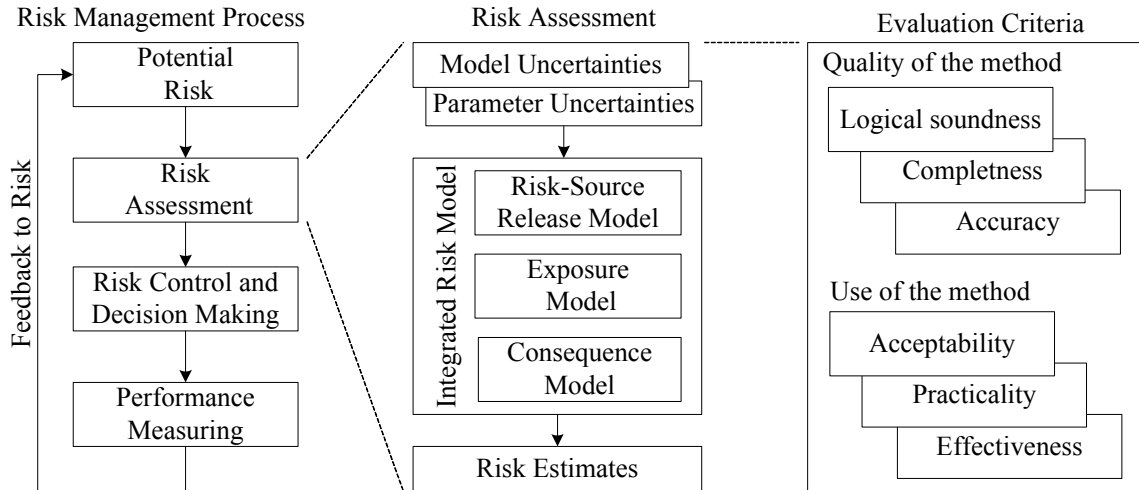 Risk Management Process
Potential
Risk
Risk
Assessment
Risk Control and
Decision Making
Performance
Measuring
Feedback to Risk
Risk Assessment
Model Uncertainties
Parameter Uncertainties
Integrated Risk Model
Risk-Source
Release Model
Exposure
Model
Consequence
Model
Risk Estimates
Evaluation Criteria
Quality of the method
Logical soundness
Completness
Accuracy
Use of the method
Acceptability
Practicality
Effectiveness